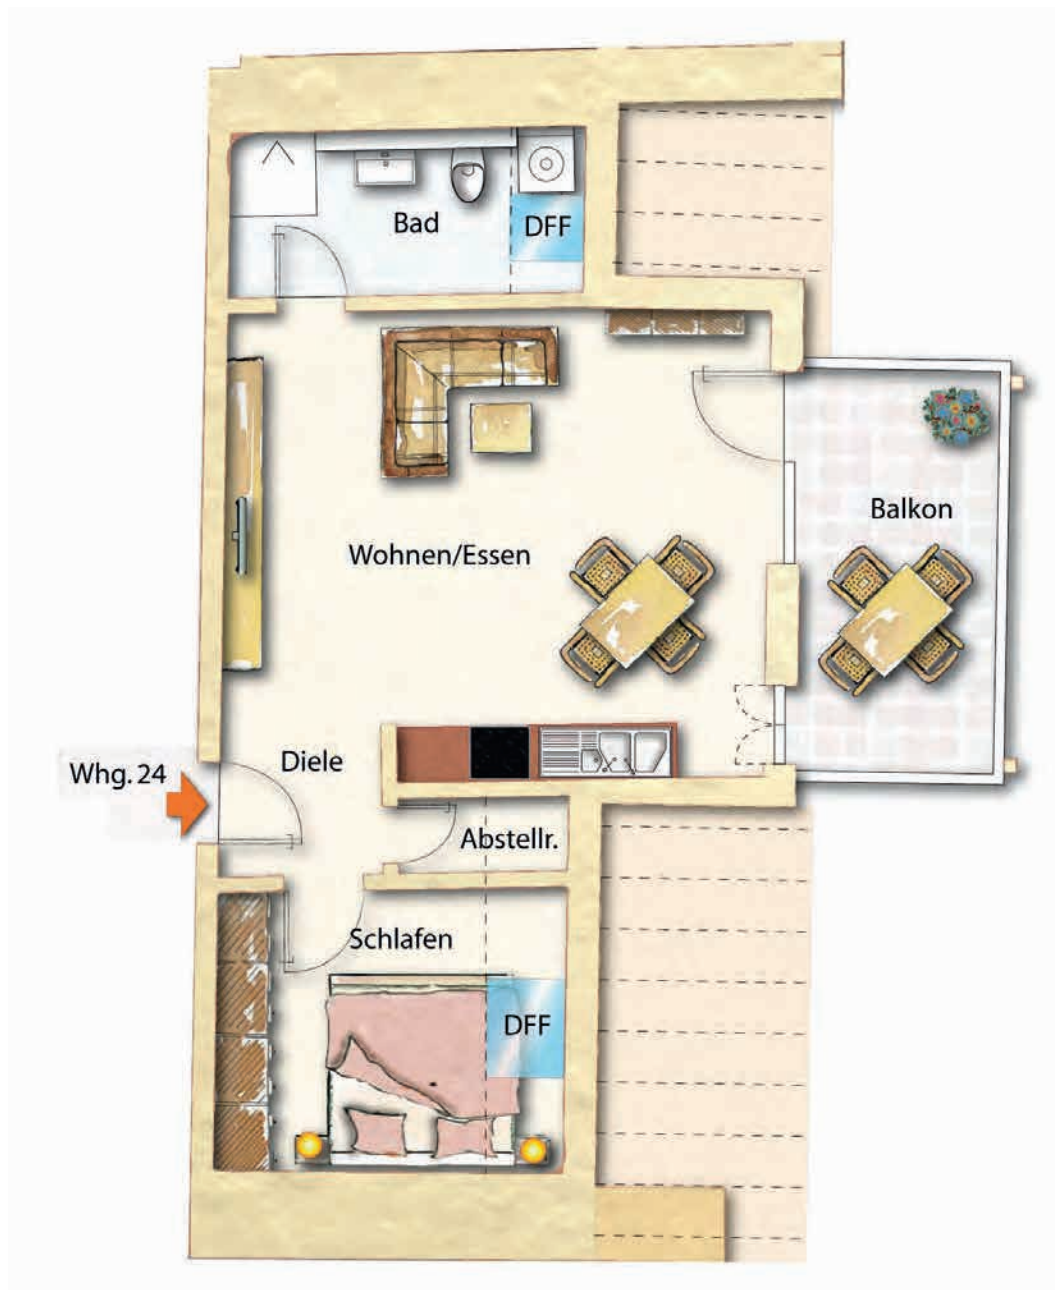 Bad
DFF
Balkon
Wohnen/Essen
Diele
Whg. 24
Abstellr.
Schlafen
DFF